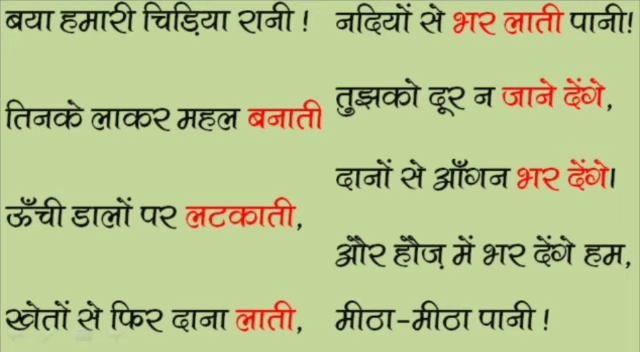 बया हमारी चिड़िया रानी !
तिनके लाकर महल बनाती
ऊँची डालों पर लटकाती,
खेतों से फिर दाना लाती,
नदियों से भर लाती पानी!
तुझको दूर न जाने देंगे,
दानों से आँगन भर देंगे।
और हौज़ में भर देंगे हम,
मीठा-मीठा पानी !